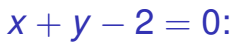 x + y − 2 = 0: